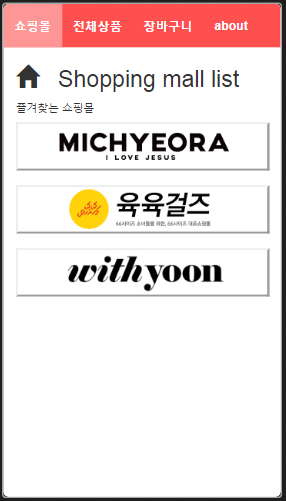 쇼핑몰 전체상품 장바구니 about
Shopping mall list
즐겨찾는 쇼핑몰
MICHYEORA
I LOVE JESUS
66 girls 육육걸즈
66사이즈 소녀들을 위한, 66사이즈 대표쇼핑몰
withyoon